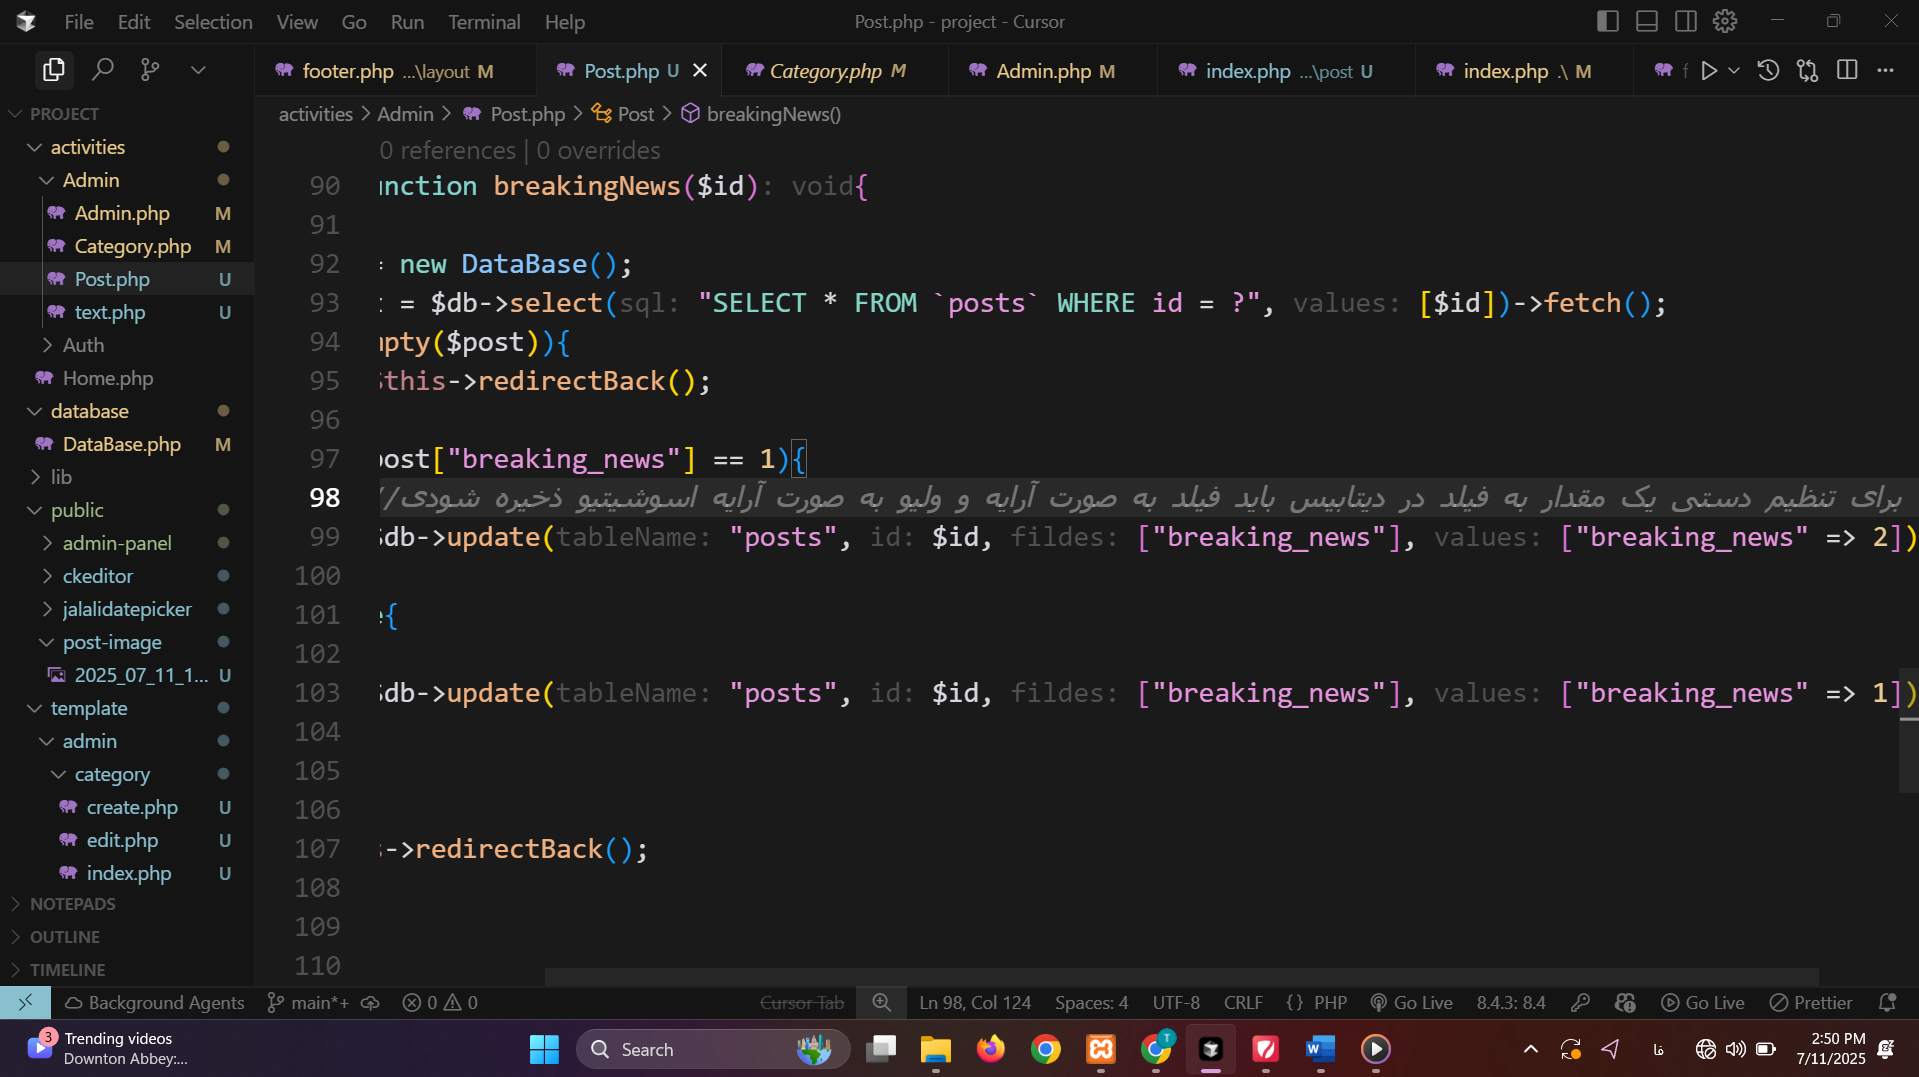 File Edit Selection View Go Run Terminal Help
Post.php - project - Cursor
footer.php ...\layout M
Post.php U
Category.php M
Admin.php M
index.php ...\post U
index.php .\ M
PROJECT
activities
Admin
Admin.php M
Category.php M
Post.php U
text.php U
Auth
Home.php
database
DataBase.php M
lib
public
admin-panel
ckeditor
jalalidatepicker
post-image
2025_07_11_1... U
template
admin
category
create.php U
edit.php U
index.php U
NOTEPADS
OUTLINE
TIMELINE
activities > Admin > Post.php > Post > breakingNews()
0 references | 0 overrides
90 nction breakingNews($id): void{
91
92 = new DataBase();
93 = $db->select(sql: "SELECT * FROM `posts` WHERE id = ?", values: [$id])->fetch();
94 pty($post)){
95 $this->redirectBack();
96
97 post["breaking_news"] == 1){
98 برای تنظیم دستی یک مقدار به فیلد در دیتابیس باید فیلد به صورت آرایه و ولیو به صورت آرایه اسوشیتیو ذخیره شودی//
99 $db->update(tableName: "posts", id: $id, fildes: ["breaking_news"], values: ["breaking_news" => 2])
100
101 e{
102
103 $db->update(tableName: "posts", id: $id, fildes: ["breaking_news"], values: ["breaking_news" => 1])
104
105
106
107 ->redirectBack();
108
109
110
Background Agents main*+ 0 0 Cursor Tab Ln 98, Col 124 Spaces: 4 UTF-8 CRLF {} PHP Go Live 8.4.3: 8.4 Go Live Prettier
3
Trending videos
Downton Abbey:...
Search
T
فا
2:50 PM
7/11/2025